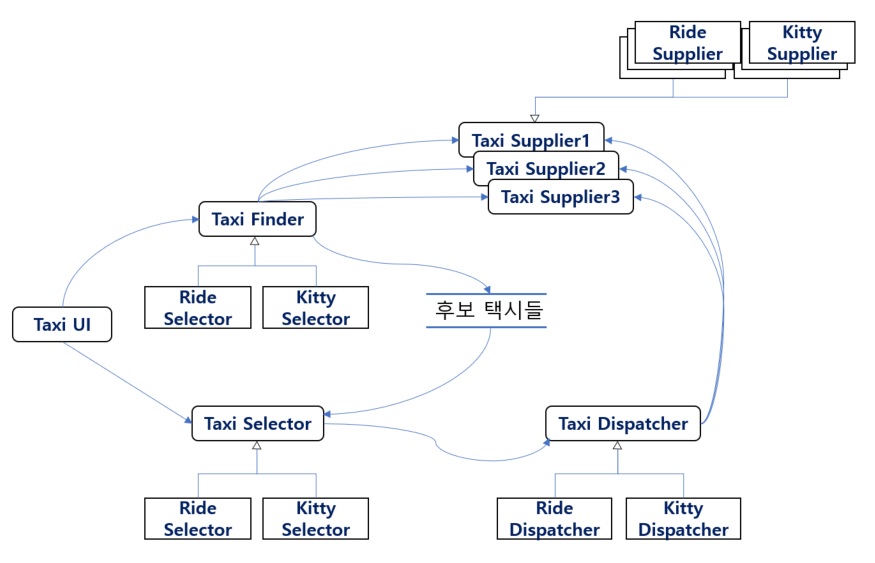 Ride
Supplier
Kitty
Supplier
Taxi Supplier1
Taxi Supplier2
Taxi Supplier3
Taxi Finder
Ride
Selector
Kitty
Selector
후보 택시들
Taxi UI
Taxi Selector
Taxi Dispatcher
Ride
Selector
Kitty
Selector
Ride
Dispatcher
Kitty
Dispatcher